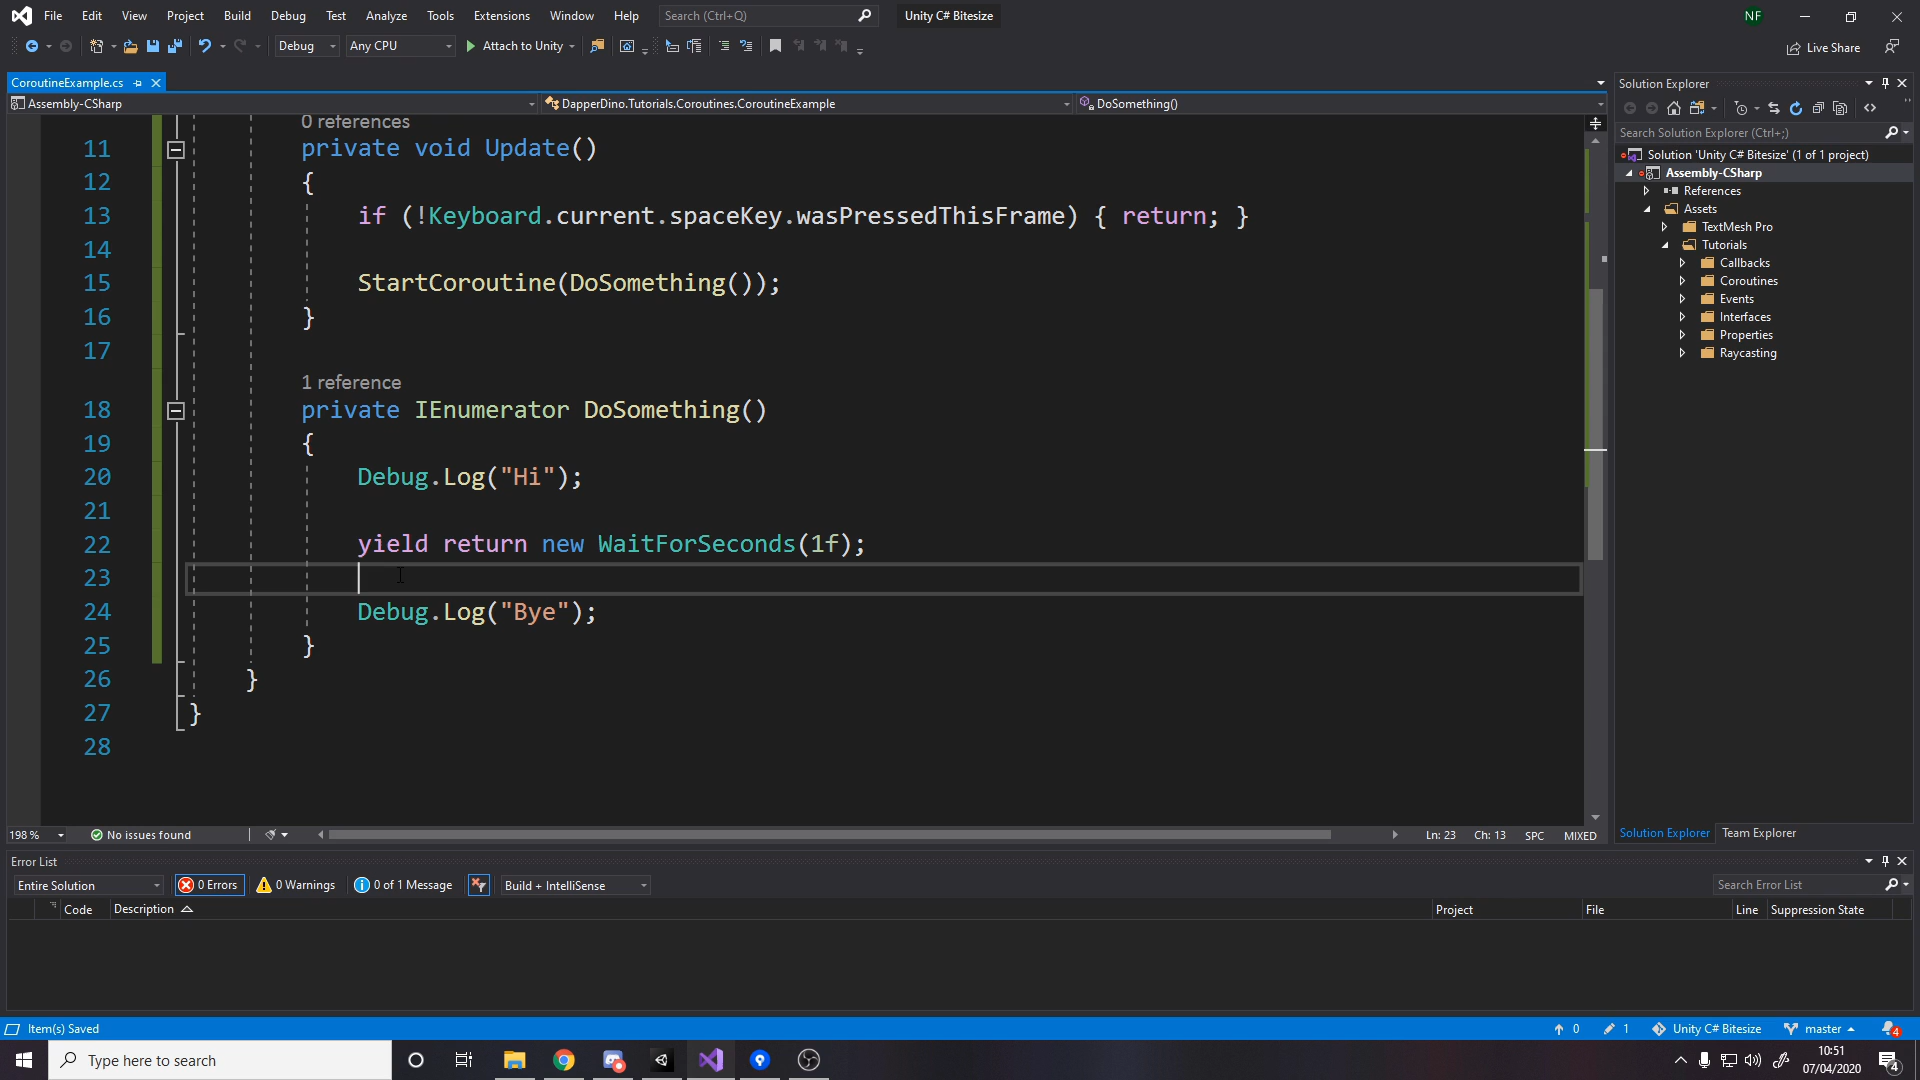 File Edit View Project Build Debug Test Analyze Tools Extensions Window Help Search (Ctrl+Q) Unity C# Bitesize NF
Debug Any CPU Attach to Unity Live Share
CoroutineExample.cs
Assembly-CSharp DapperDino.Tutorials.Coroutines.CoroutineExample DoSomething()
0 references
11 private void Update()
12 {
13 if (!Keyboard.current.spaceKey.wasPressedThisFrame) { return; }
14
15 StartCoroutine(DoSomething());
16 }
17
1 reference
18 private IEnumerator DoSomething()
19 {
20 Debug.Log("Hi");
21
22 yield return new WaitForSeconds(1f);
23
24 Debug.Log("Bye");
25 }
26 }
27 }
28
198 % No issues found Ln: 23 Ch: 13 SPC MIXED
Solution Explorer
Search Solution Explorer (Ctrl+;)
Solution 'Unity C# Bitesize' (1 of 1 project)
Assembly-CSharp
References
Assets
TextMesh Pro
Tutorials
Callbacks
Coroutines
Events
Interfaces
Properties
Raycasting
Solution Explorer Team Explorer
Error List
Entire Solution 0 Errors 0 Warnings 0 of 1 Message Build + IntelliSense Search Error List
Code Description Project File Line Suppression State
Item(s) Saved 0 1 Unity C# Bitesize master 4
Type here to search 10:51
07/04/2020 4